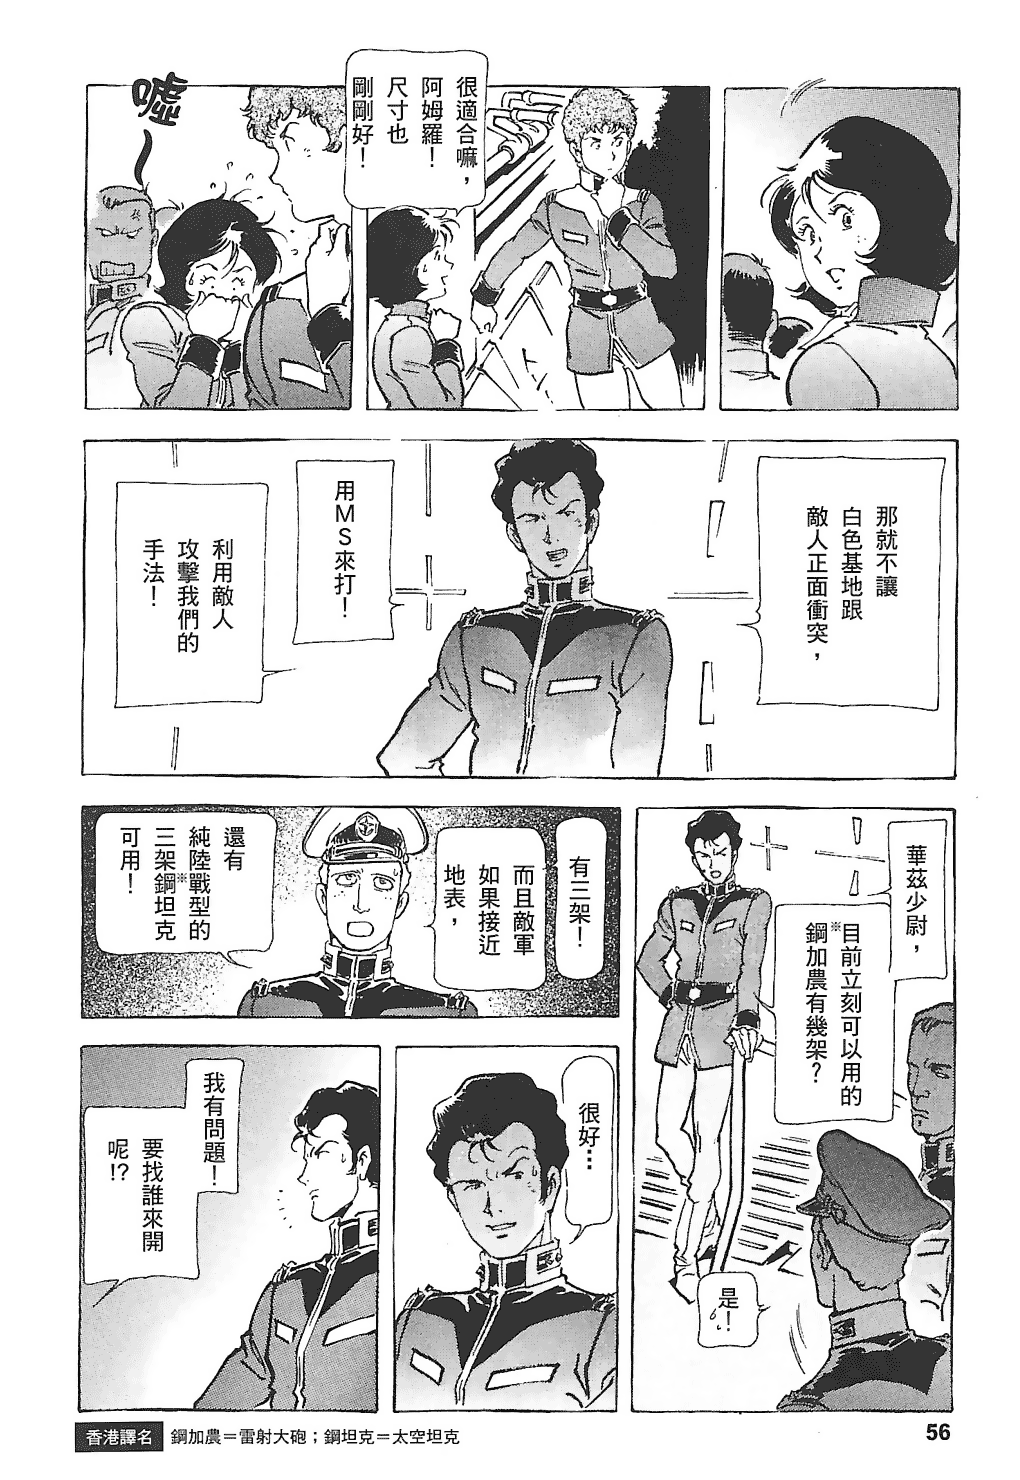 很適合嘛，
阿姆羅！
尺寸也
剛剛好！
噓
那就不讓
白色基地跟
敵人正面衝突，
用MS來打！
利用敵人
攻擊我們的
手法！
華茲少尉，
※目前立刻可以用的
鋼加農有幾架？
是！
有三架！
而且敵軍
如果接近
地表，
還有
純陸戰型的
三架鋼※坦克
可用！
很好…
我有問題！
要找誰來開
呢！？
香港譯名 鋼加農＝雷射大砲；鋼坦克＝太空坦克
56